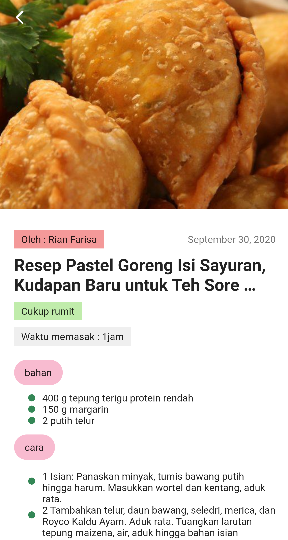 Oleh : Rian Farisa
September 30, 2020
Resep Pastel Goreng Isi Sayuran,
Kudapan Baru untuk Teh Sore ...
Cukup rumit
Waktu memasak : 1jam
bahan
400 g tepung terigu protein rendah
150 g margarin
2 putih telur
cara
1 Isian: Panaskan minyak, tumis bawang putih
hingga harum. Masukkan wortel dan kentang, aduk
rata.
2 Tambahkan telur, daun bawang, seledri, merica, dan
Royco Kaldu Ayam. Aduk rata. Tuangkan larutan
tepung maizena, air, aduk hingga bahan isian